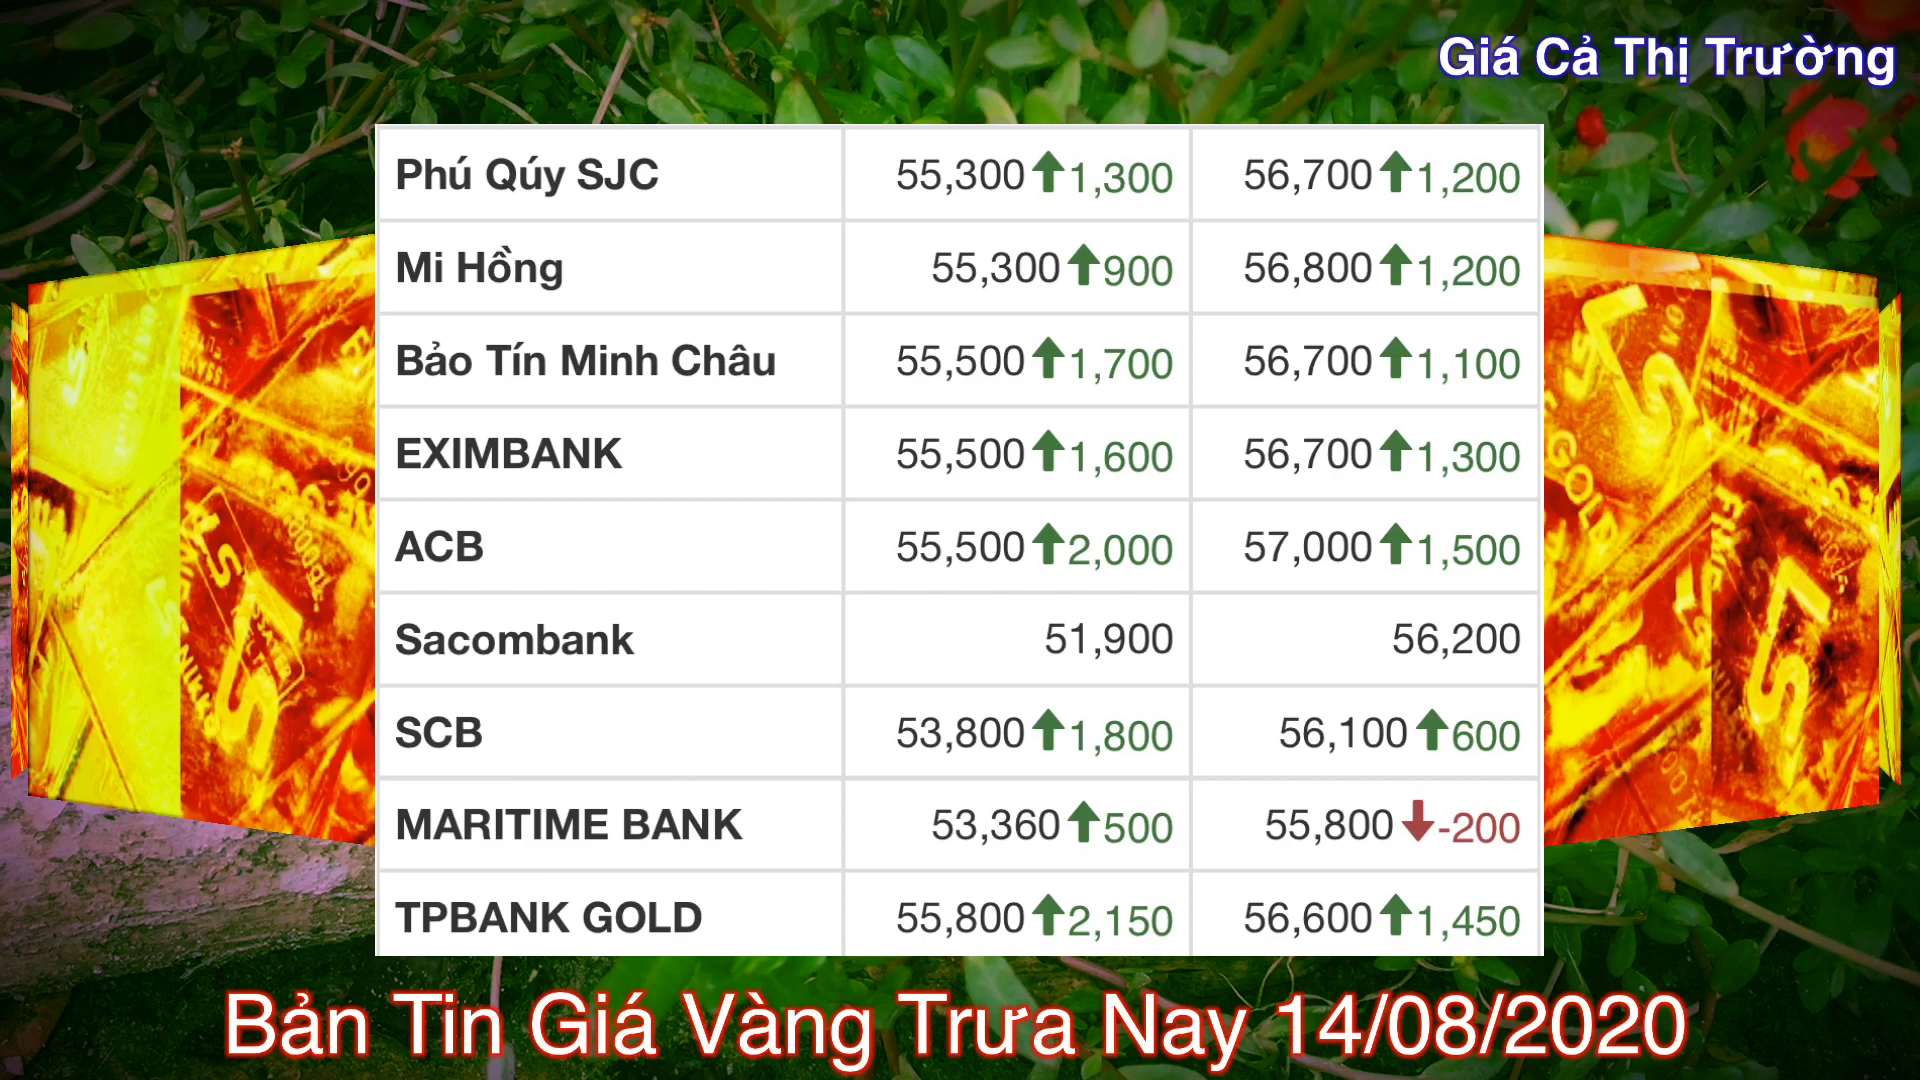 Giá Cả Thị Trường
Phú Qúy SJC 55,300 1,300 56,700 1,200
Mi Hồng 55,300 900 56,800 1,200
Bảo Tín Minh Châu 55,500 1,700 56,700 1,100
EXIMBANK 55,500 1,600 56,700 1,300
ACB 55,500 2,000 57,000 1,500
Sacombank 51,900 56,200
SCB 53,800 1,800 56,100 600
MARITIME BANK 53,360 500 55,800 -200
TPBANK GOLD 55,800 2,150 56,600 1,450
GOLD
Bản Tin Giá Vàng Trưa Nay 14/08/2020